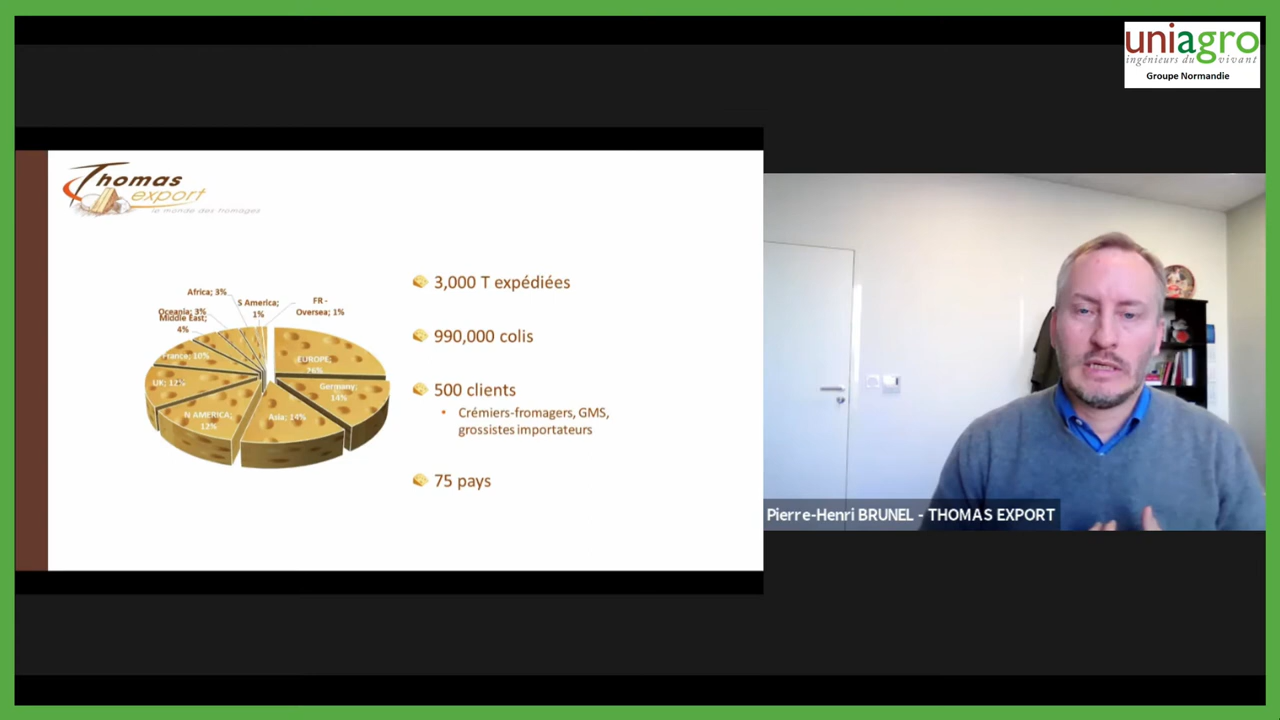 uniagro
ingénieurs du vivant
Groupe Normandie
Thomas
export
le monde des fromages
Africa; 3%
S America;
1%
FR -
Oversea; 1%
Oceania; 3%
Middle East;
4%
France; 10%
EUROPE;
26%
UK; 12%
Germany;
14%
N AMERICA;
12%
Asia; 14%
3,000 T expédiées
990,000 colis
500 clients
• Crémiers-fromagers, GMS,
grossistes importateurs
75 pays
Pierre-Henri BRUNEL - THOMAS EXPORT